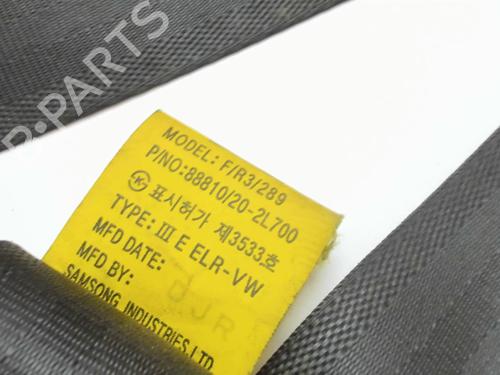 B-PARTS
MODEL: F/R3/289
P/NO:88810/20-2L700
표시허가 제3533호
TYPE: III E ELR-VW
MFD DATE:
MFD BY:
SAMSONG INDUSTRIES.LTD